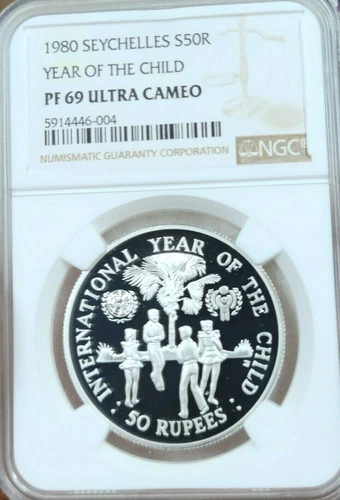 1980 SEYCHELLES S50R
YEAR OF THE CHILD
PF 69 ULTRA CAMEO
5914446-004
NUMISMATIC GUARANTY CORPORATION
NGC
INTERNATIONAL YEAR OF THE CHILD
50 RUPEES